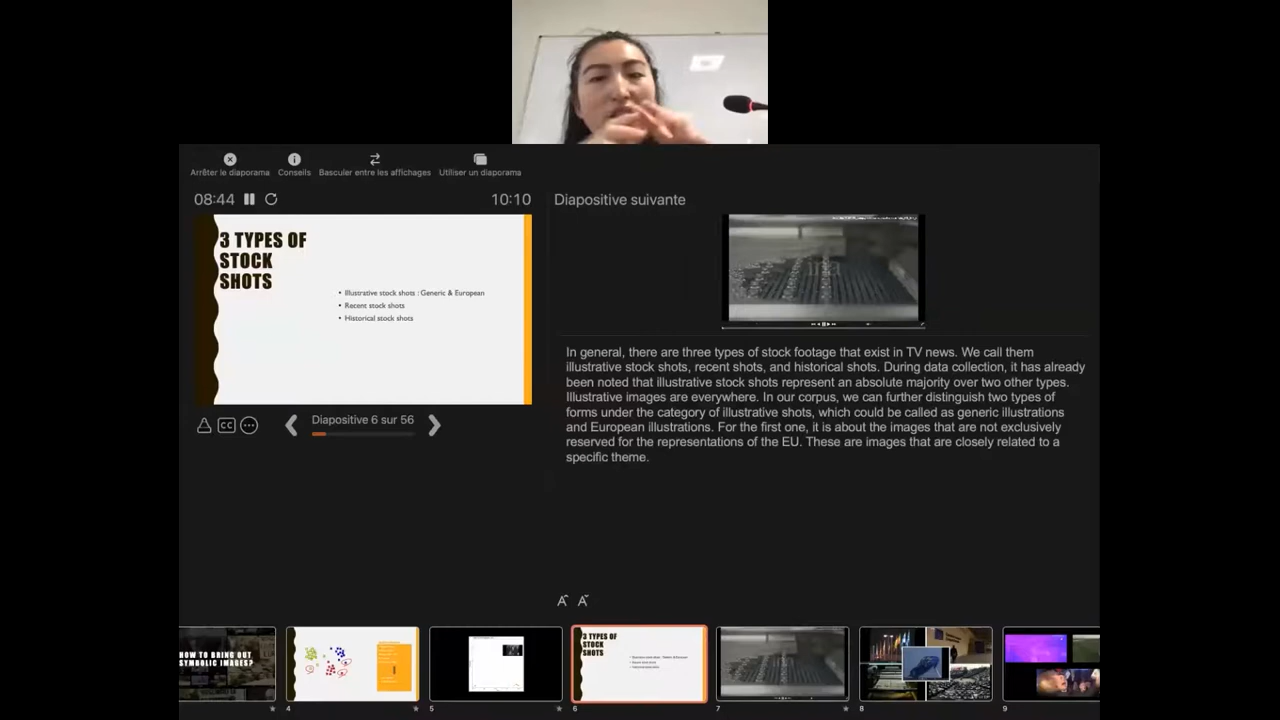 Arrêter le diaporama
Conseils
Basculer entre les affichages
Utiliser un diaporama
08:44
10:10
Diapositive suivante
3 TYPES OF
STOCK
SHOTS
• Illustrative stock shots : Generic & European
• Recent stock shots
• Historical stock shots
ina
In general, there are three types of stock footage that exist in TV news. We call them
illustrative stock shots, recent shots, and historical shots. During data collection, it has already
been noted that illustrative stock shots represent an absolute majority over two other types.
Illustrative images are everywhere. In our corpus, we can further distinguish two types of
forms under the category of illustrative shots, which could be called as generic illustrations
and European illustrations. For the first one, it is about the images that are not exclusively
reserved for the representations of the EU. These are images that are closely related to a
specific theme.
CC
Diapositive 6 sur 56
A A
HOW TO BRING OUT
SYMBOLIC IMAGES?
3 TYPES OF
STOCK
SHOTS
4
5
6
7
8
9